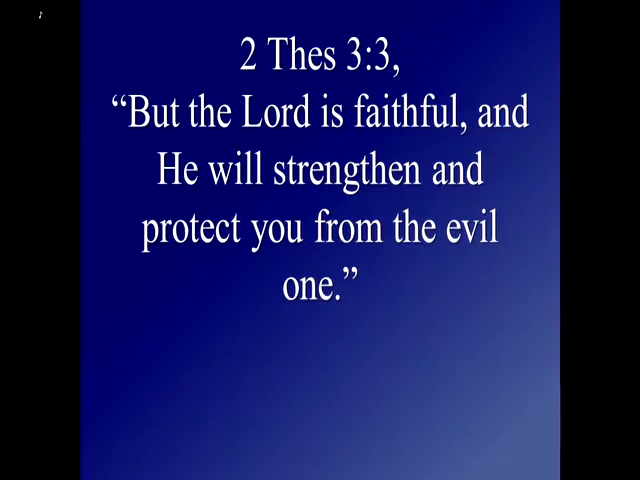 ♪
2 Thes 3:3,
“But the Lord is faithful, and
He will strengthen and
protect you from the evil
one.”